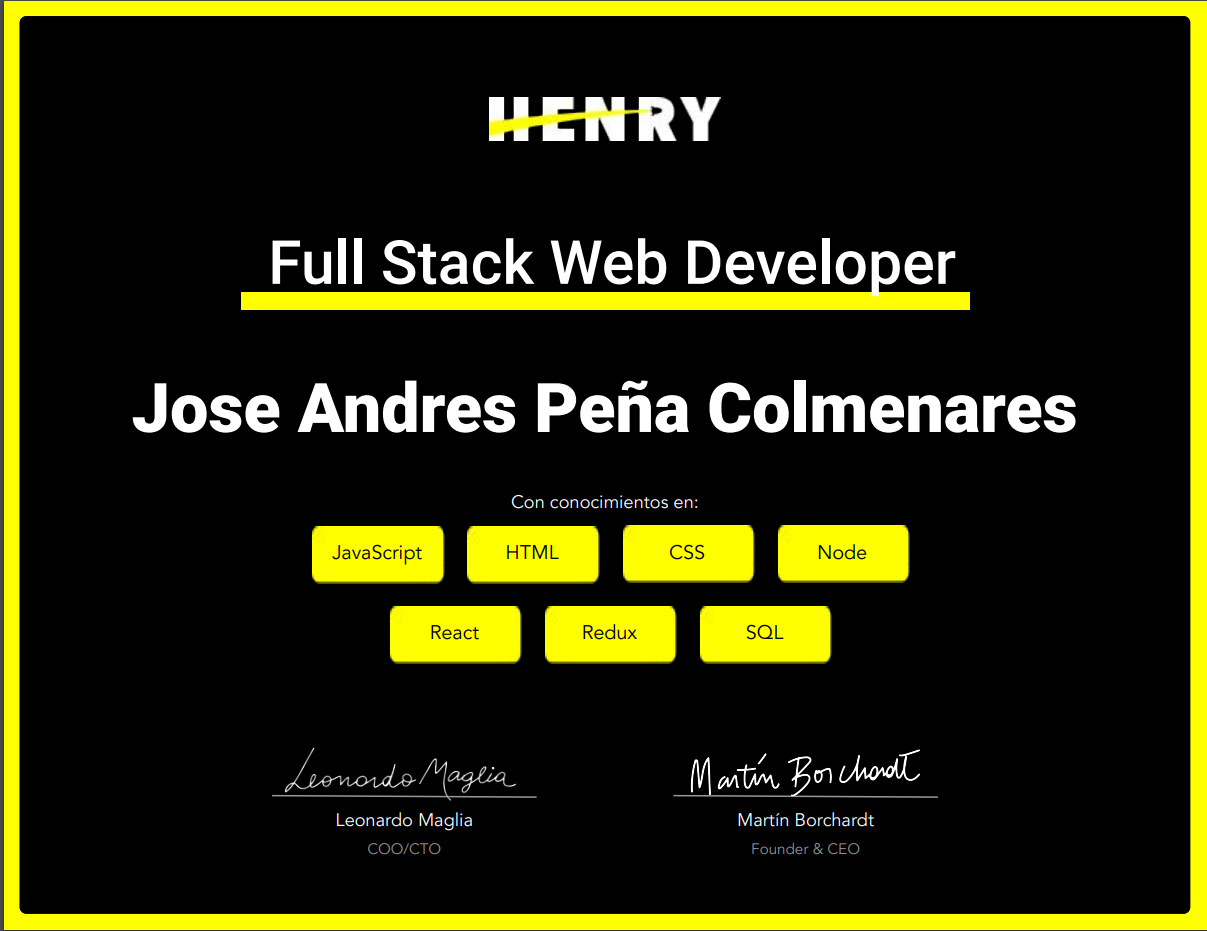 HENRY
Full Stack Web Developer
Jose Andres Peña Colmenares
Con conocimientos en:
JavaScript HTML CSS Node
React Redux SQL
Leonardo Maglia Martín Borchardt
Leonardo Maglia Martín Borchardt
COO/CTO Founder & CEO